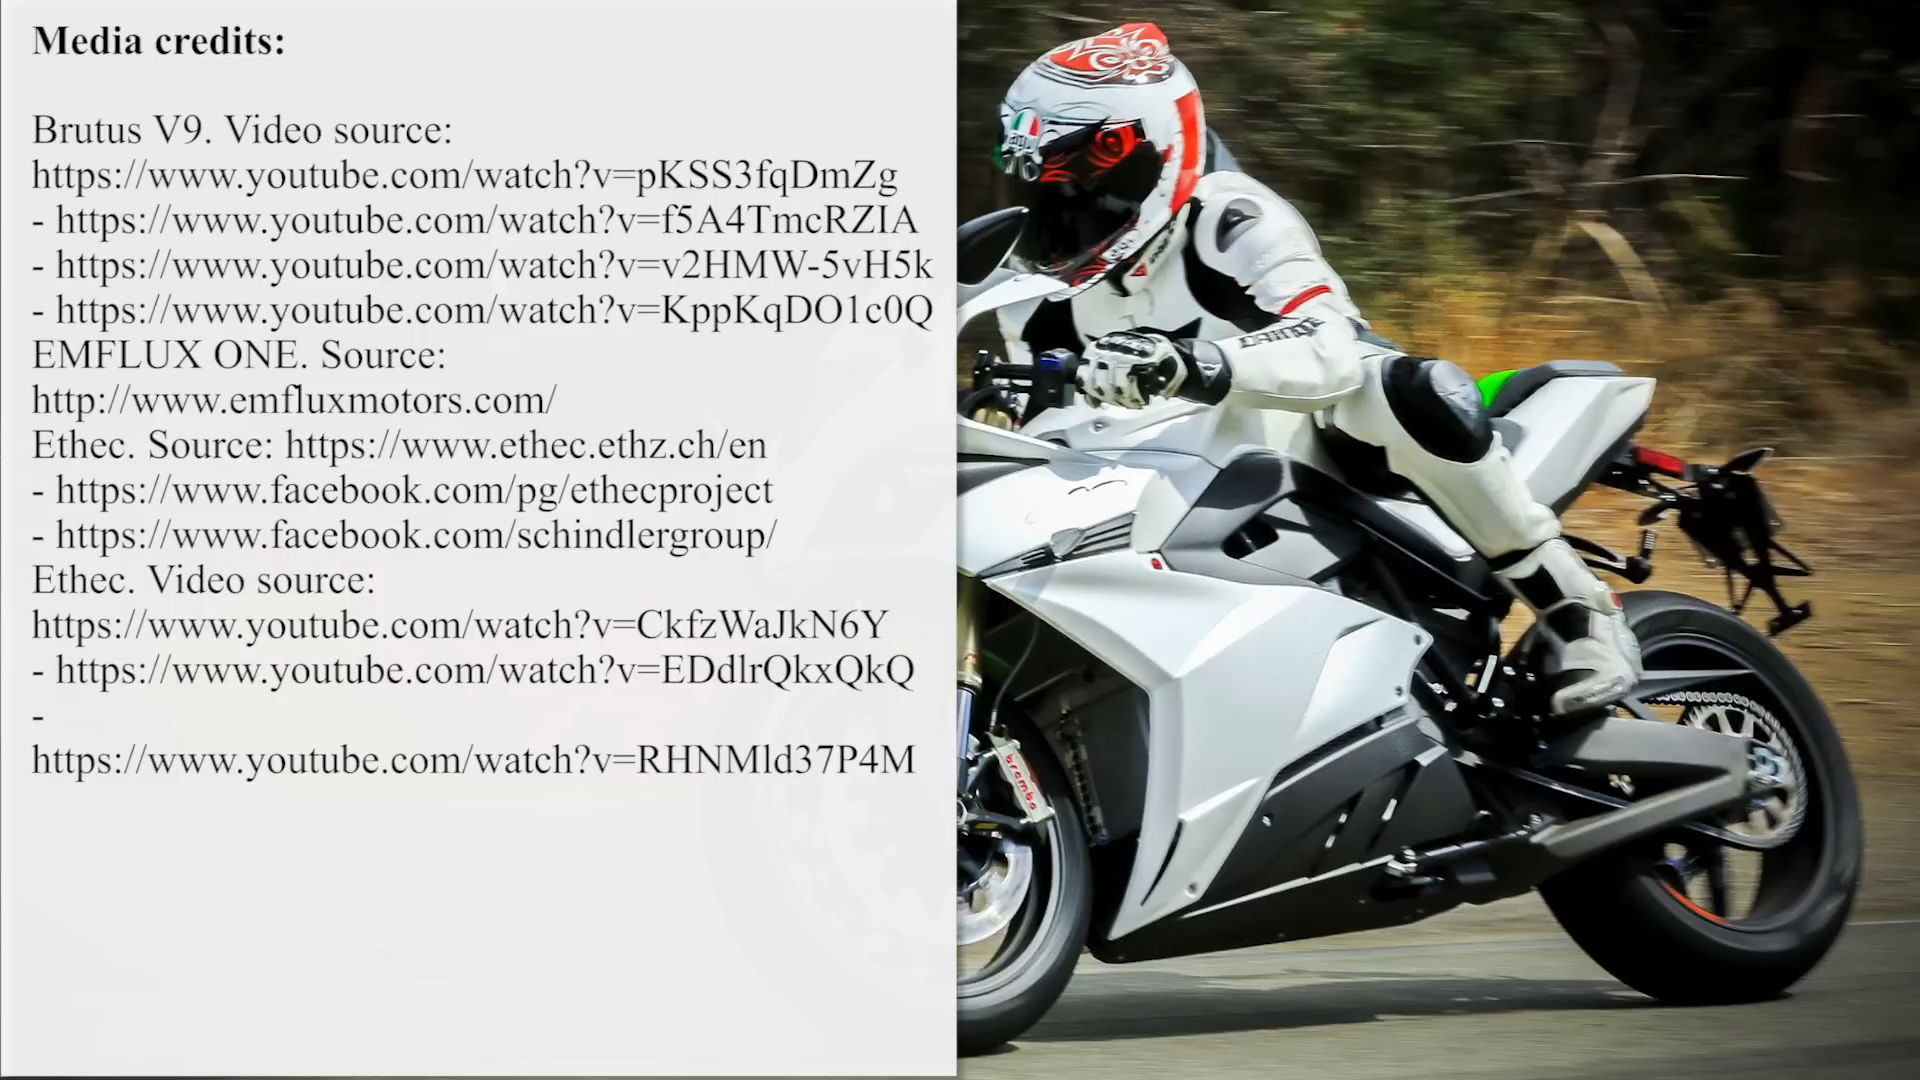 Media credits:
Brutus V9. Video source:
https://www.youtube.com/watch?v=pKSS3fqDmZg
- https://www.youtube.com/watch?v=f5A4TmcRZIA
- https://www.youtube.com/watch?v=v2HMW-5vH5k
- https://www.youtube.com/watch?v=KppKqDO1c0Q
EMFLUX ONE. Source:
http://www.emfluxmotors.com/
Ethec. Source: https://www.ethec.ethz.ch/en
- https://www.facebook.com/pg/ethecproject
- https://www.facebook.com/schindlergroup/
Ethec. Video source:
https://www.youtube.com/watch?v=CkfzWaJkN6Y
- https://www.youtube.com/watch?v=EDdlrQkxQkQ
-
https://www.youtube.com/watch?v=RHNMld37P4M
brembo